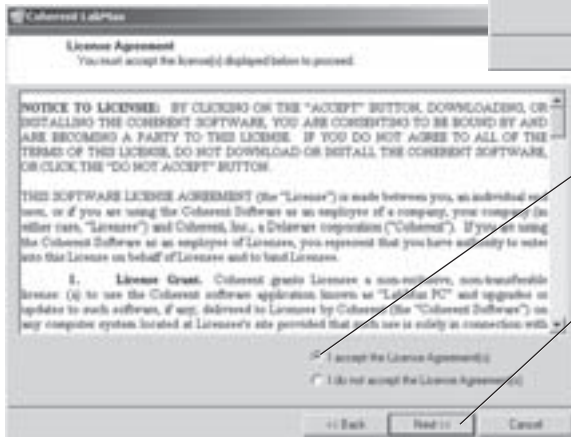 Coherent LabMax
License Agreement
You must accept the license(s) displayed below to proceed.
NOTICE TO LICENSEE: BY CLICKING ON THE "ACCEPT" BUTTON, DOWNLOADING, OR
INSTALLING THE COHERENT SOFTWARE, YOU ARE CONSENTING TO BE BOUND BY AND
ARE BECOMING A PARTY TO THIS LICENSE. IF YOU DO NOT AGREE TO ALL OF THE
TERMS OF THIS LICENSE, DO NOT DOWNLOAD OR INSTALL THE COHERENT SOFTWARE,
OR CLICK THE "DO NOT ACCEPT" BUTTON.
THIS SOFTWARE LICENSE AGREEMENT (the "License") is made between you, an individual end
user, or if you are using the Coherent Software as an employee of a company, your company (in
either case, "Licensee") and Coherent, Inc., a Delaware corporation ("Coherent"). If you are using
the Coherent Software as an employee of Licensee, you represent that you have authority to enter
into this License on behalf of Licensee and to bind Licensee.
1. License Grant. Coherent grants Licensee a non-exclusive, non-transferable
license: (a) to use the Coherent software application known as "LabMax PC" and upgrades or
updates to such software, if any, delivered to Licensee by Coherent (the "Coherent Software") on
any computer system located at Licensee's site provided that such use is solely in connection with
I accept the License Agreement(s)
I do not accept the License Agreement(s)
<< Back
Next >>
Cancel